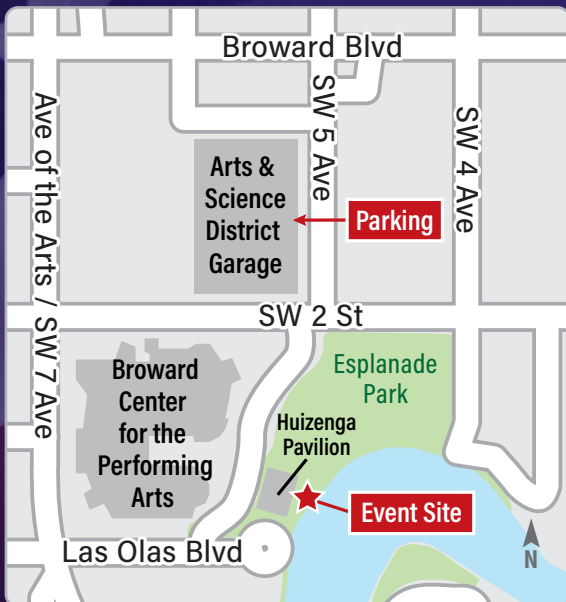 Broward Blvd
Ave of the Arts / SW 7 Ave
SW 5 Ave
SW 4 Ave
Arts &
Science
District
Garage
Parking
SW 2 St
Broward
Center
for the
Performing
Arts
Esplanade
Park
Huizenga
Pavilion
Event Site
Las Olas Blvd
N